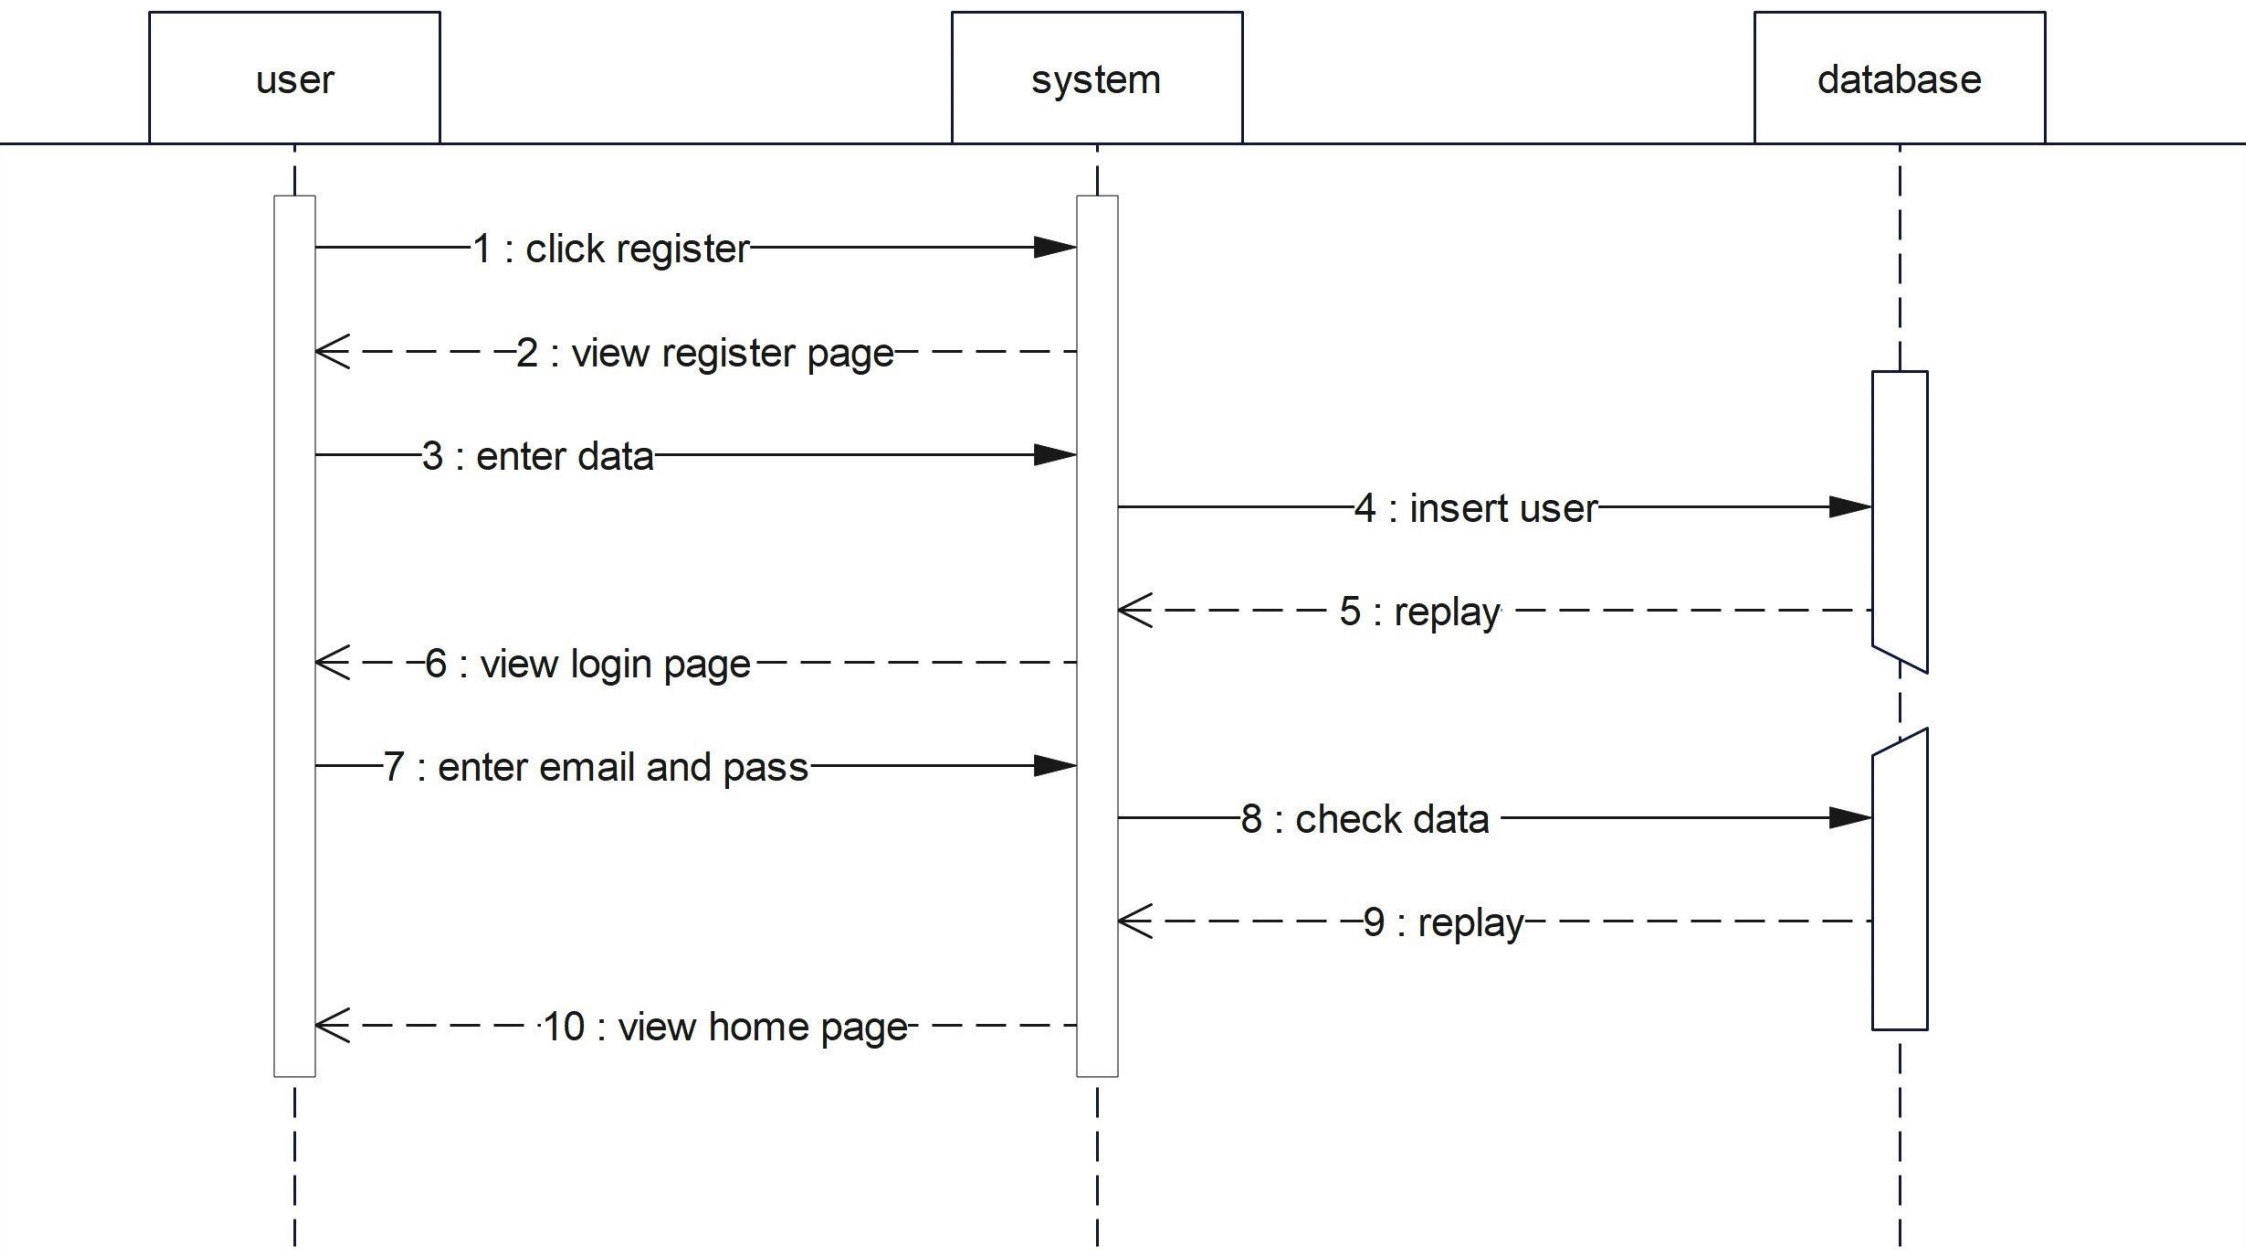 user
system
database
1 : click register
2 : view register page
3 : enter data
4 : insert user
5 : replay
6 : view login page
7 : enter email and pass
8 : check data
9 : replay
10 : view home page